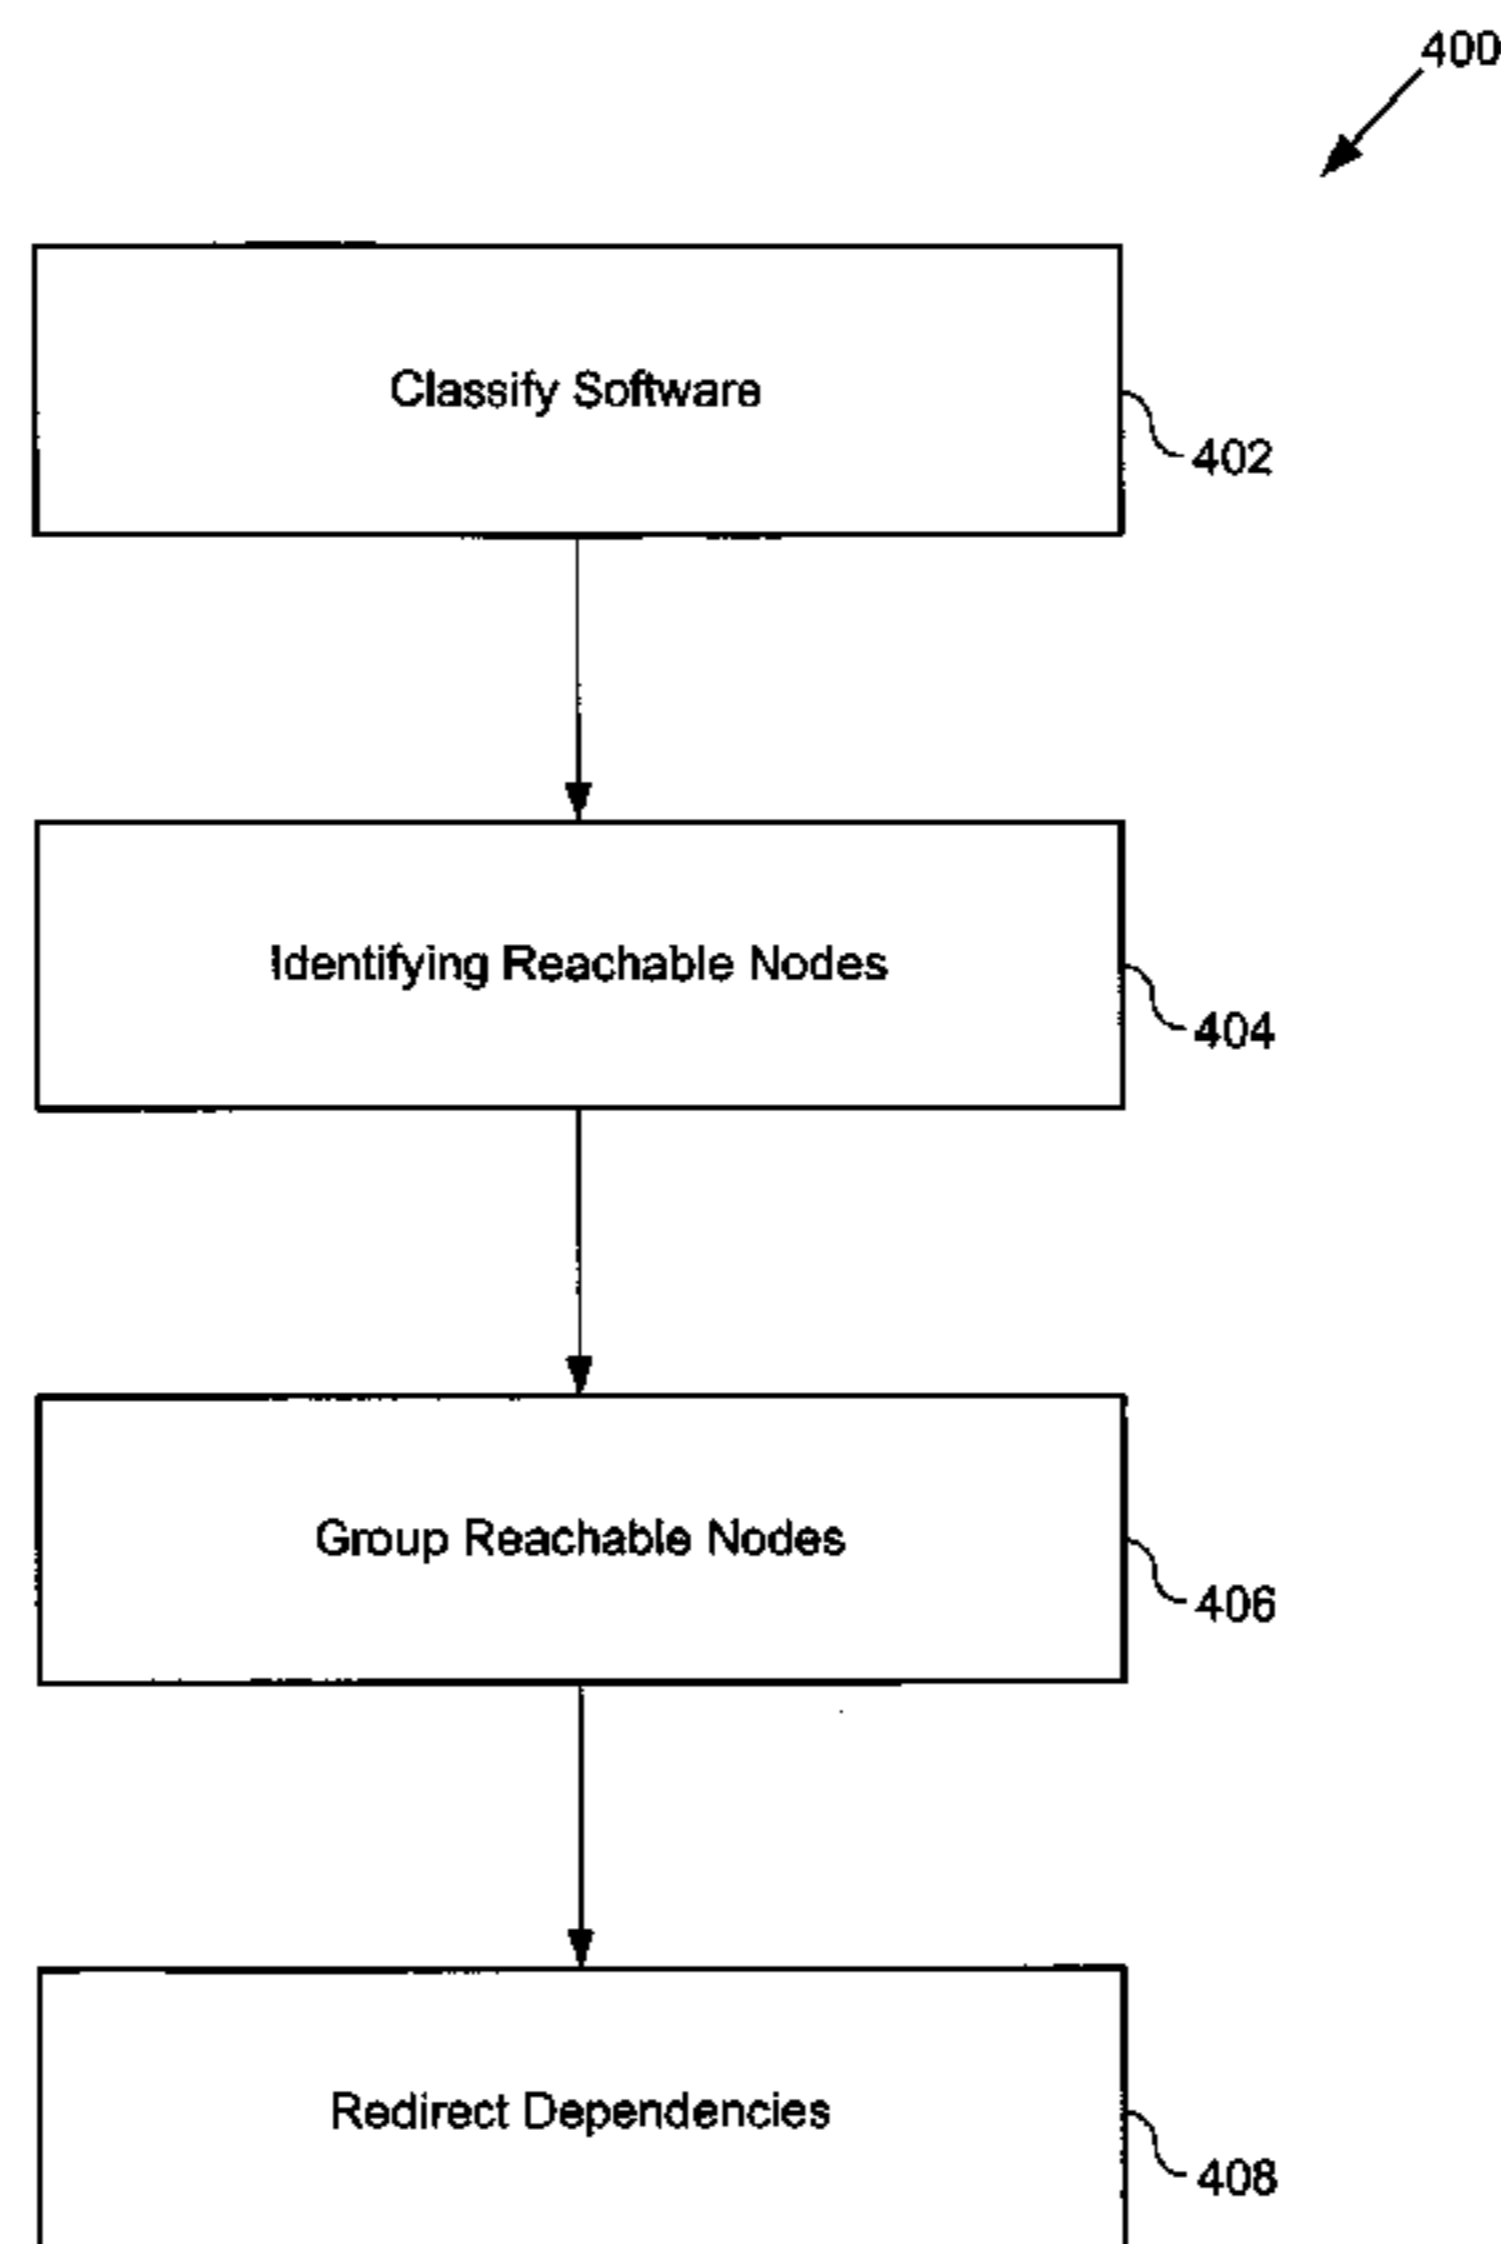 400
Classify Software
402
Identifying Reachable Nodes
404
Group Reachable Nodes
406
Redirect Dependencies
408